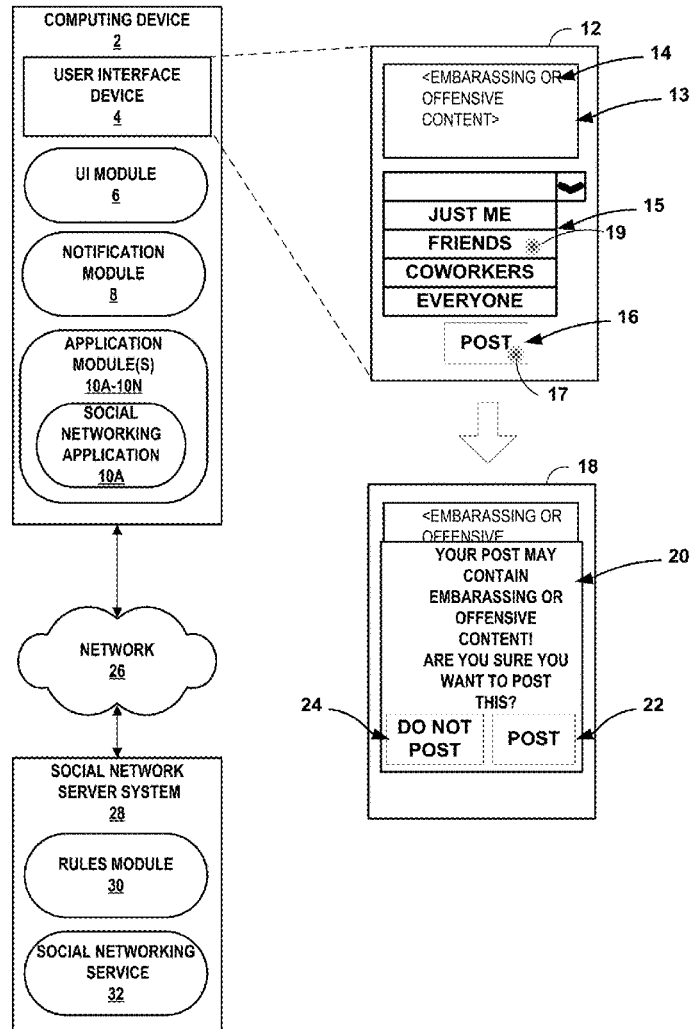 COMPUTING DEVICE
2
USER INTERFACE
DEVICE
4
UI MODULE
6
NOTIFICATION
MODULE
8
APPLICATION
MODULE(S)
10A-10N
SOCIAL
NETWORKING
APPLICATION
10A
NETWORK
26
SOCIAL NETWORK
SERVER SYSTEM
28
RULES MODULE
30
SOCIAL NETWORKING
SERVICE
32
12
<EMBARASSING OR
OFFENSIVE
CONTENT>
14
13
JUST ME
15
FRIENDS
19
COWORKERS
EVERYONE
16
POST
17
18
<EMBARASSING OR
OFFENSIVE
YOUR POST MAY
CONTAIN
EMBARASSING OR
OFFENSIVE
CONTENT!
ARE YOU SURE YOU
WANT TO POST
THIS?
20
24
DO NOT
POST
POST
22